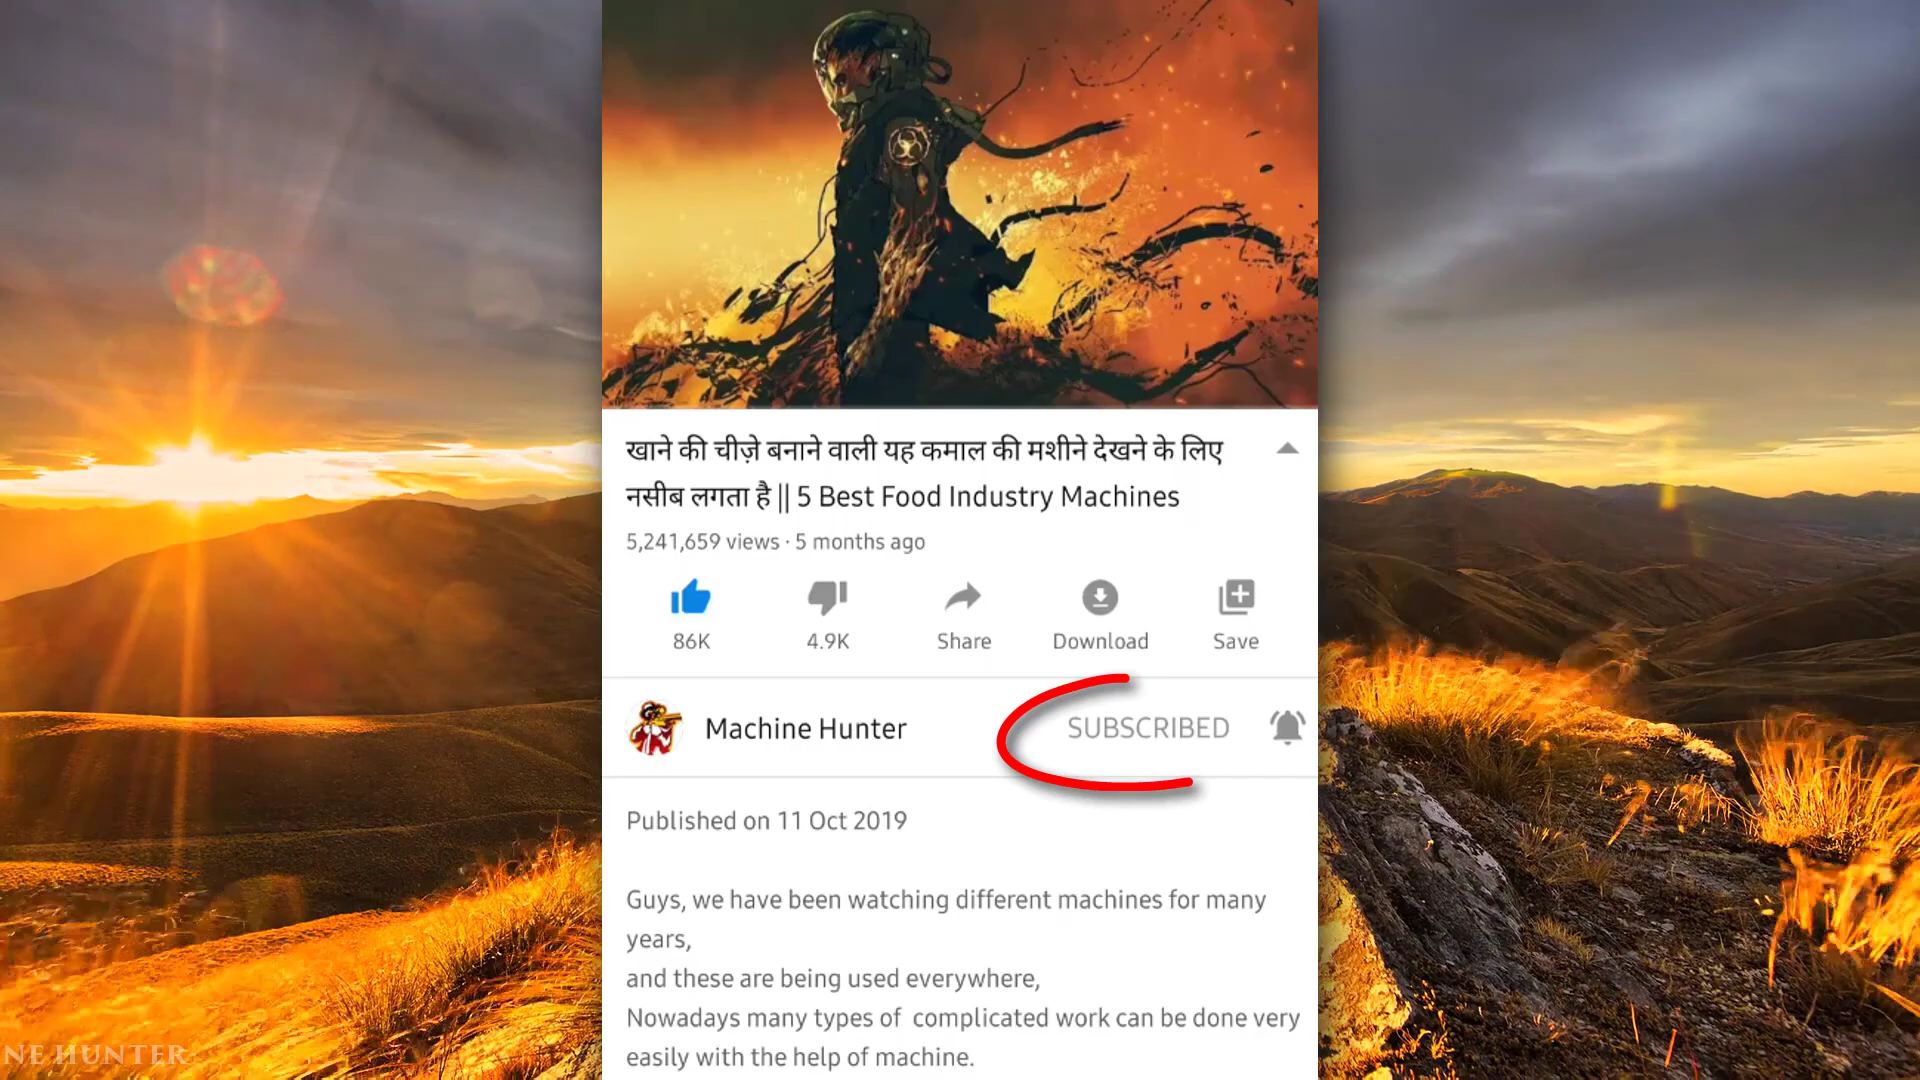 खाने की चीज़े बनाने वाली यह कमाल की मशीने देखने के लिए
नसीब लगता है || 5 Best Food Industry Machines
5,241,659 views · 5 months ago
86K
4.9K
Share
Download
Save
Machine Hunter
SUBSCRIBED
Published on 11 Oct 2019
Guys, we have been watching different machines for many
years,
and these are being used everywhere,
Nowadays many types of complicated work can be done very
easily with the help of machine.
NE HUNTER